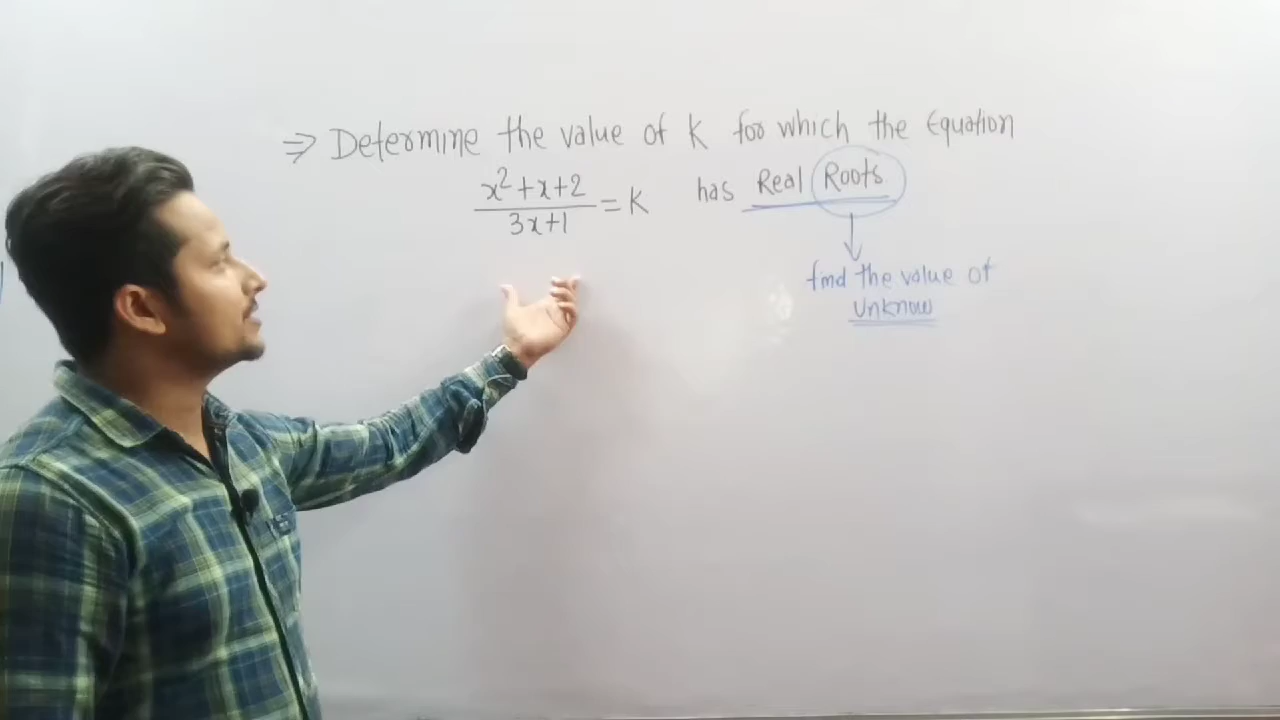 ⇒ Determine the value of K for which the Equation
x²+x+2
3x+1
= K has Real Roots
find the value of
Unknow